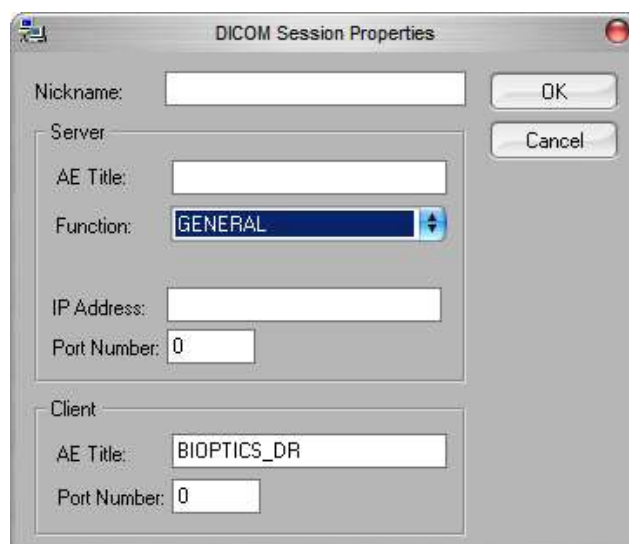 DICOM Session Properties
Nickname:
OK
Server
Cancel
AE Title:
Function: GENERAL
IP Address:
Port Number: 0
Client
AE Title: BIOPTICS_DR
Port Number: 0